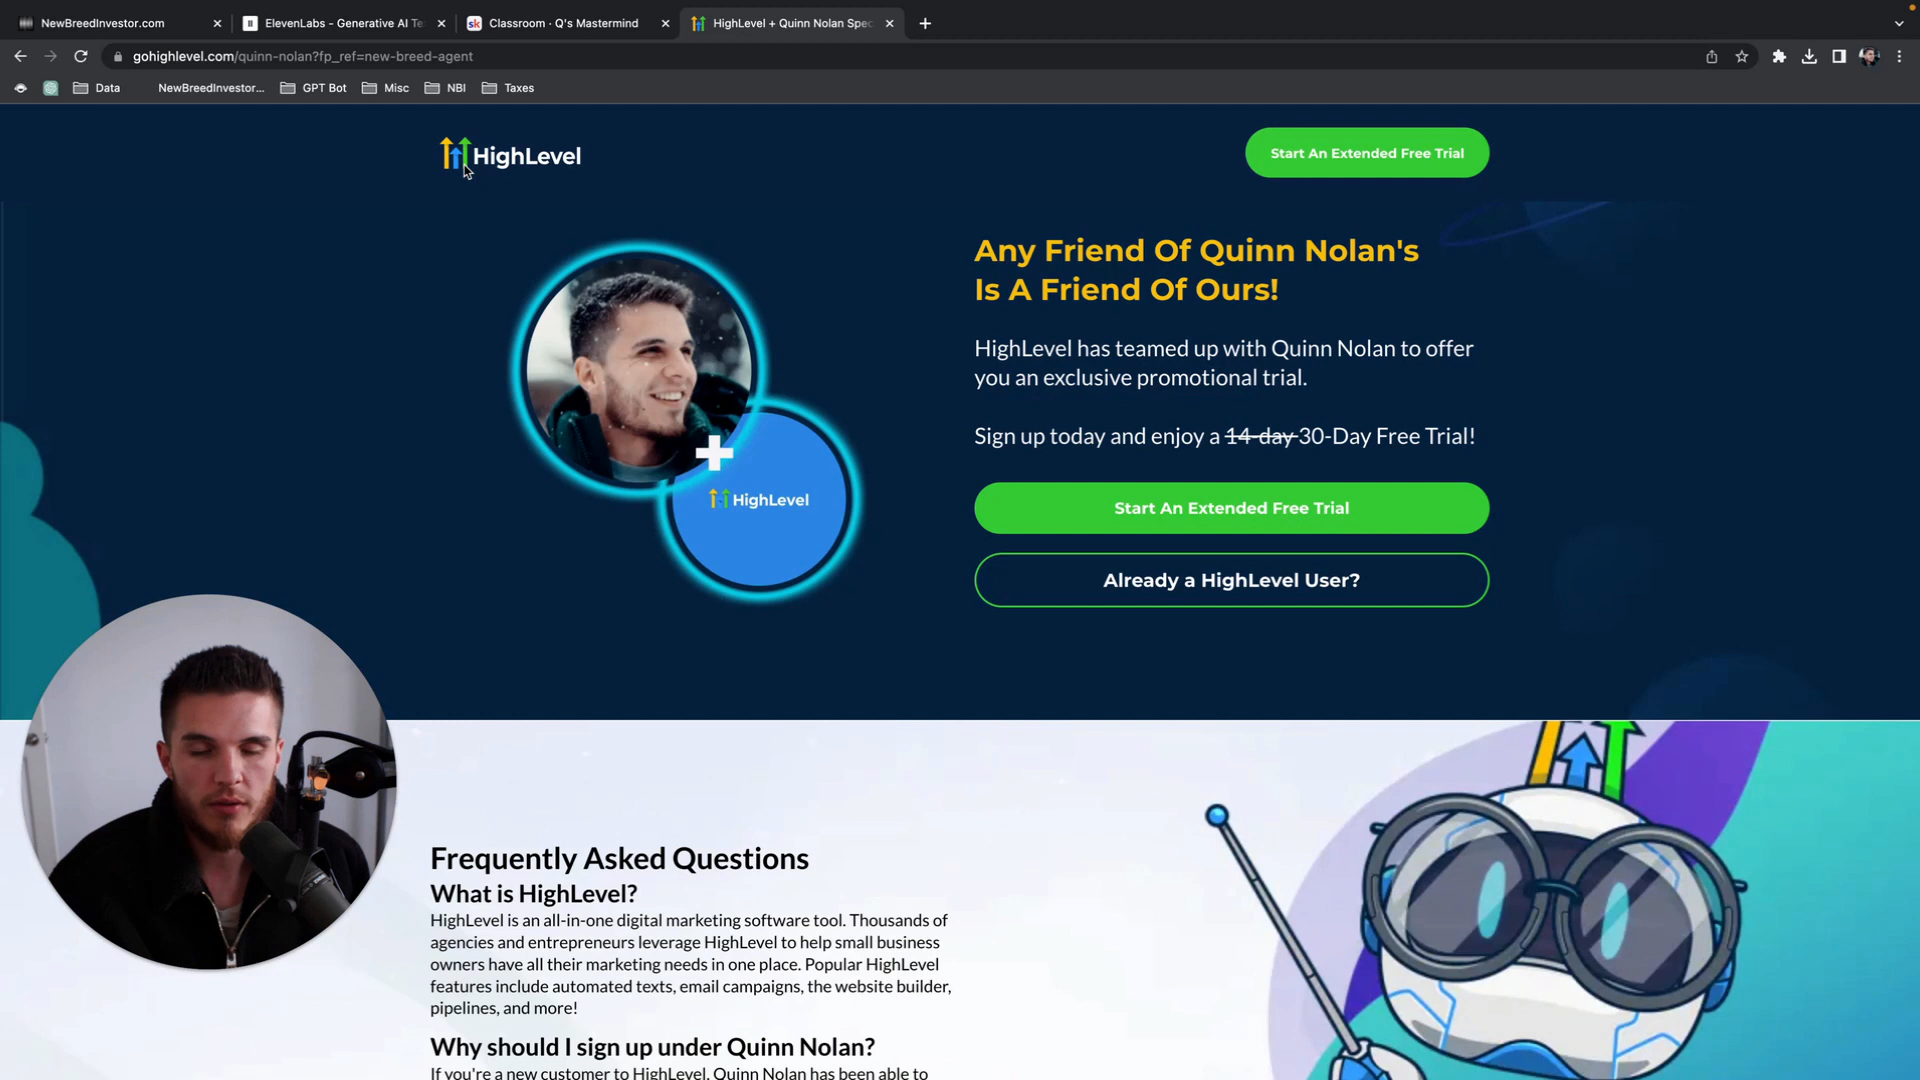 NewBreedInvestor.com
ElevenLabs - Generative AI Te
Classroom · Q's Mastermind
HighLevel + Quinn Nolan Spec
gohighlevel.com/quinn-nolan?fp_ref=new-breed-agent
Data
NewBreedInvestor...
GPT Bot
Misc
NBI
Taxes
HighLevel
Start An Extended Free Trial
Any Friend Of Quinn Nolan's
Is A Friend Of Ours!
HighLevel has teamed up with Quinn Nolan to offer
you an exclusive promotional trial.
Sign up today and enjoy a 14-day 30-Day Free Trial!
HighLevel
Start An Extended Free Trial
Already a HighLevel User?
Frequently Asked Questions
What is HighLevel?
HighLevel is an all-in-one digital marketing software tool. Thousands of
agencies and entrepreneurs leverage HighLevel to help small business
owners have all their marketing needs in one place. Popular HighLevel
features include automated texts, email campaigns, the website builder,
pipelines, and more!
Why should I sign up under Quinn Nolan?
If you're a new customer to HighLevel, Quinn Nolan has been able to